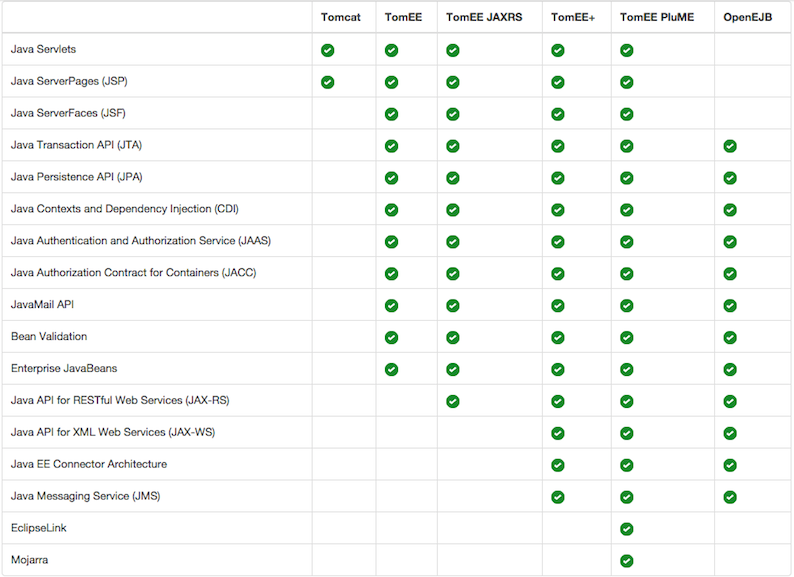 Tomcat TomEE TomEE JAXRS TomEE+ TomEE PluME OpenEJB
Java Servlets
Java ServerPages (JSP)
Java ServerFaces (JSF)
Java Transaction API (JTA)
Java Persistence API (JPA)
Java Contexts and Dependency Injection (CDI)
Java Authentication and Authorization Service (JAAS)
Java Authorization Contract for Containers (JACC)
JavaMail API
Bean Validation
Enterprise JavaBeans
Java API for RESTful Web Services (JAX-RS)
Java API for XML Web Services (JAX-WS)
Java EE Connector Architecture
Java Messaging Service (JMS)
EclipseLink
Mojarra